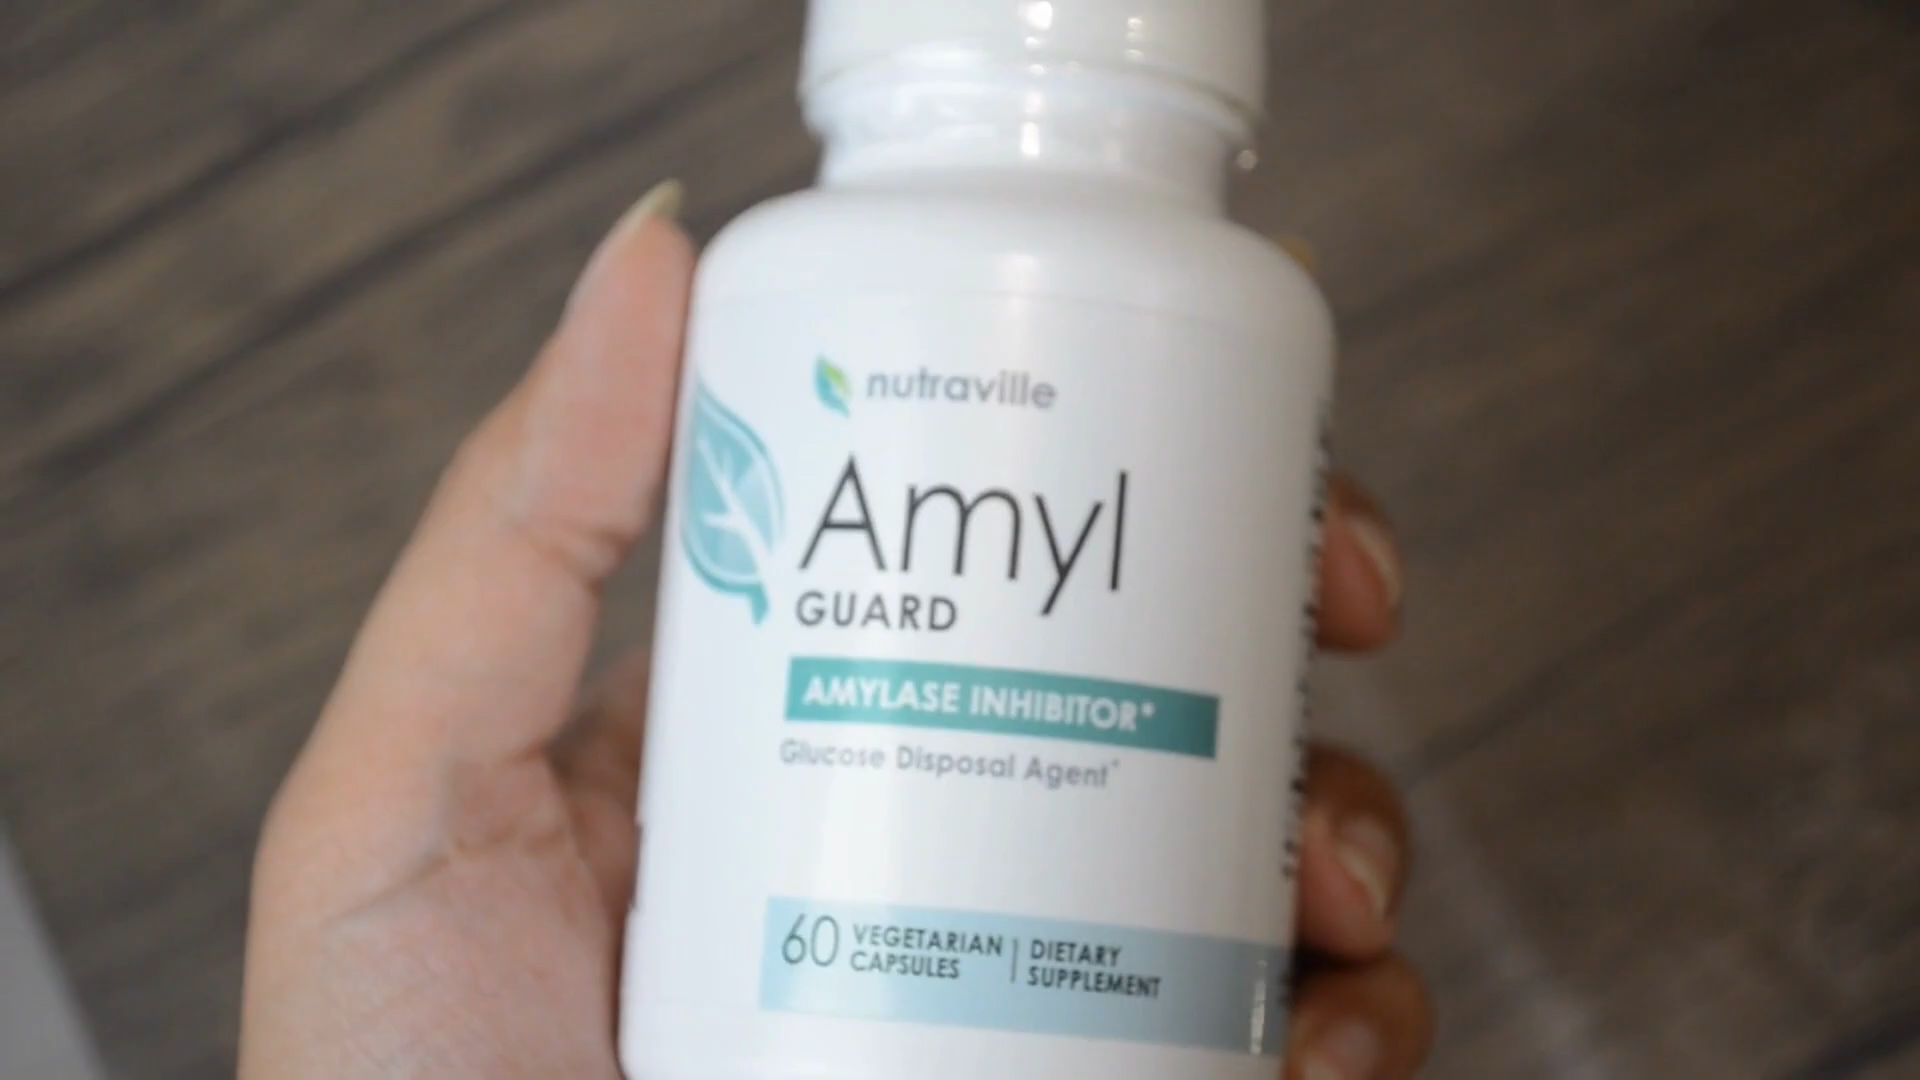 nutraville
Amyl
GUARD
AMYLASE INHIBITOR*
Glucose Disposal Agent*
60 VEGETARIAN CAPSULES | DIETARY SUPPLEMENT